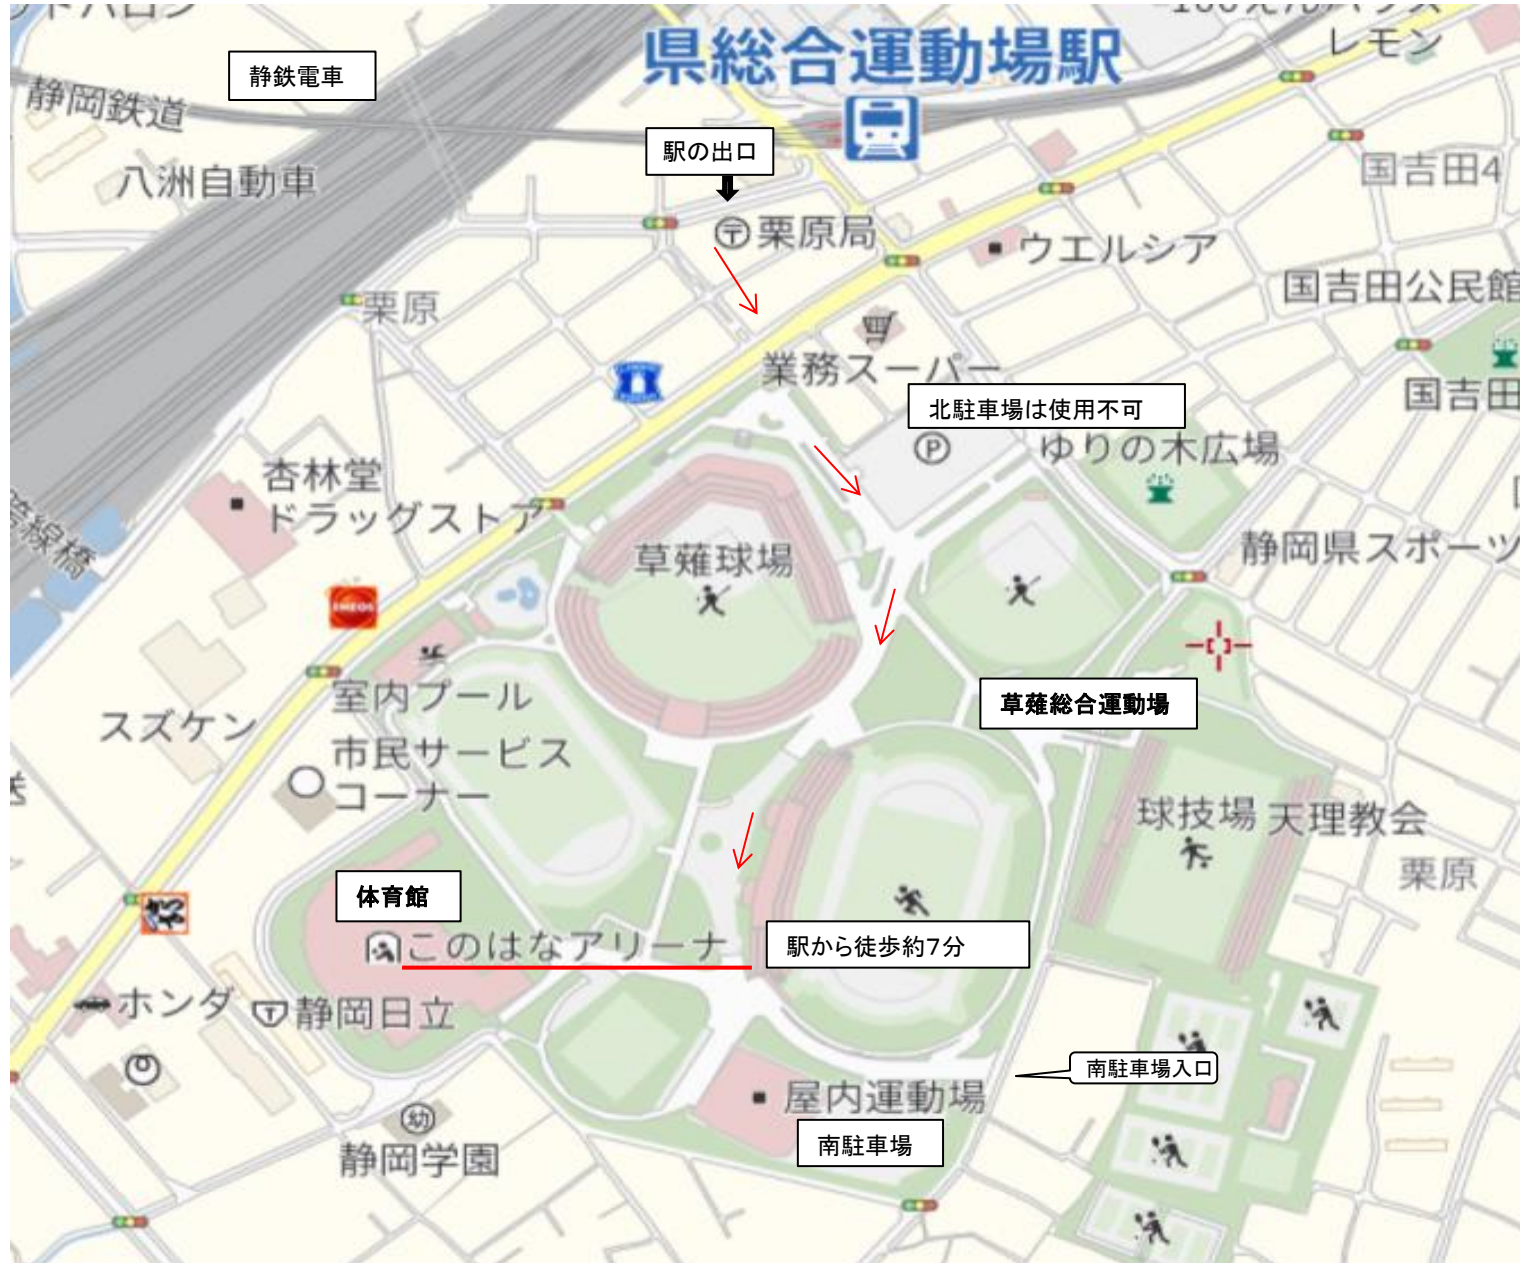 県総合運動場駅
レモン
静鉄電車
静岡鉄道
駅の出口
八洲自動車
国吉田4
〒栗原局
ウエルシア
国吉田公民館
栗原
業務スーパー
国吉田
北駐車場は使用不可
P
ゆりの木広場
杏林堂
ドラッグストア
線橋
静岡県スポーツ
草薙球場
ENEOS
室内プール
草薙総合運動場
スズケン
市民サービス
コーナー
球技場
天理教会
栗原
体育館
このはなアリーナ
駅から徒歩約7分
ホンダ
静岡日立
南駐車場入口
屋内運動場
幼
南駐車場
静岡学園